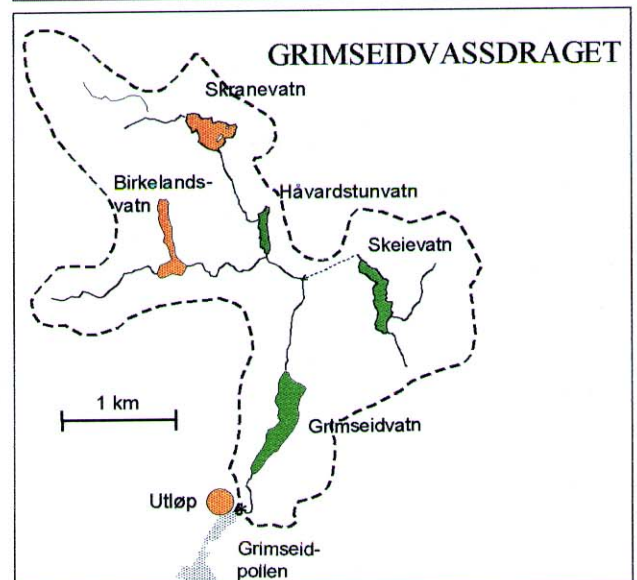 GRIMSEIDVASSDRAGET
Skranevatn
Birkelands-
vatn
Håvardstunvatn
Skeievatn
1 km
Grimseidvatn
Utløp
Grimseid-
pollen